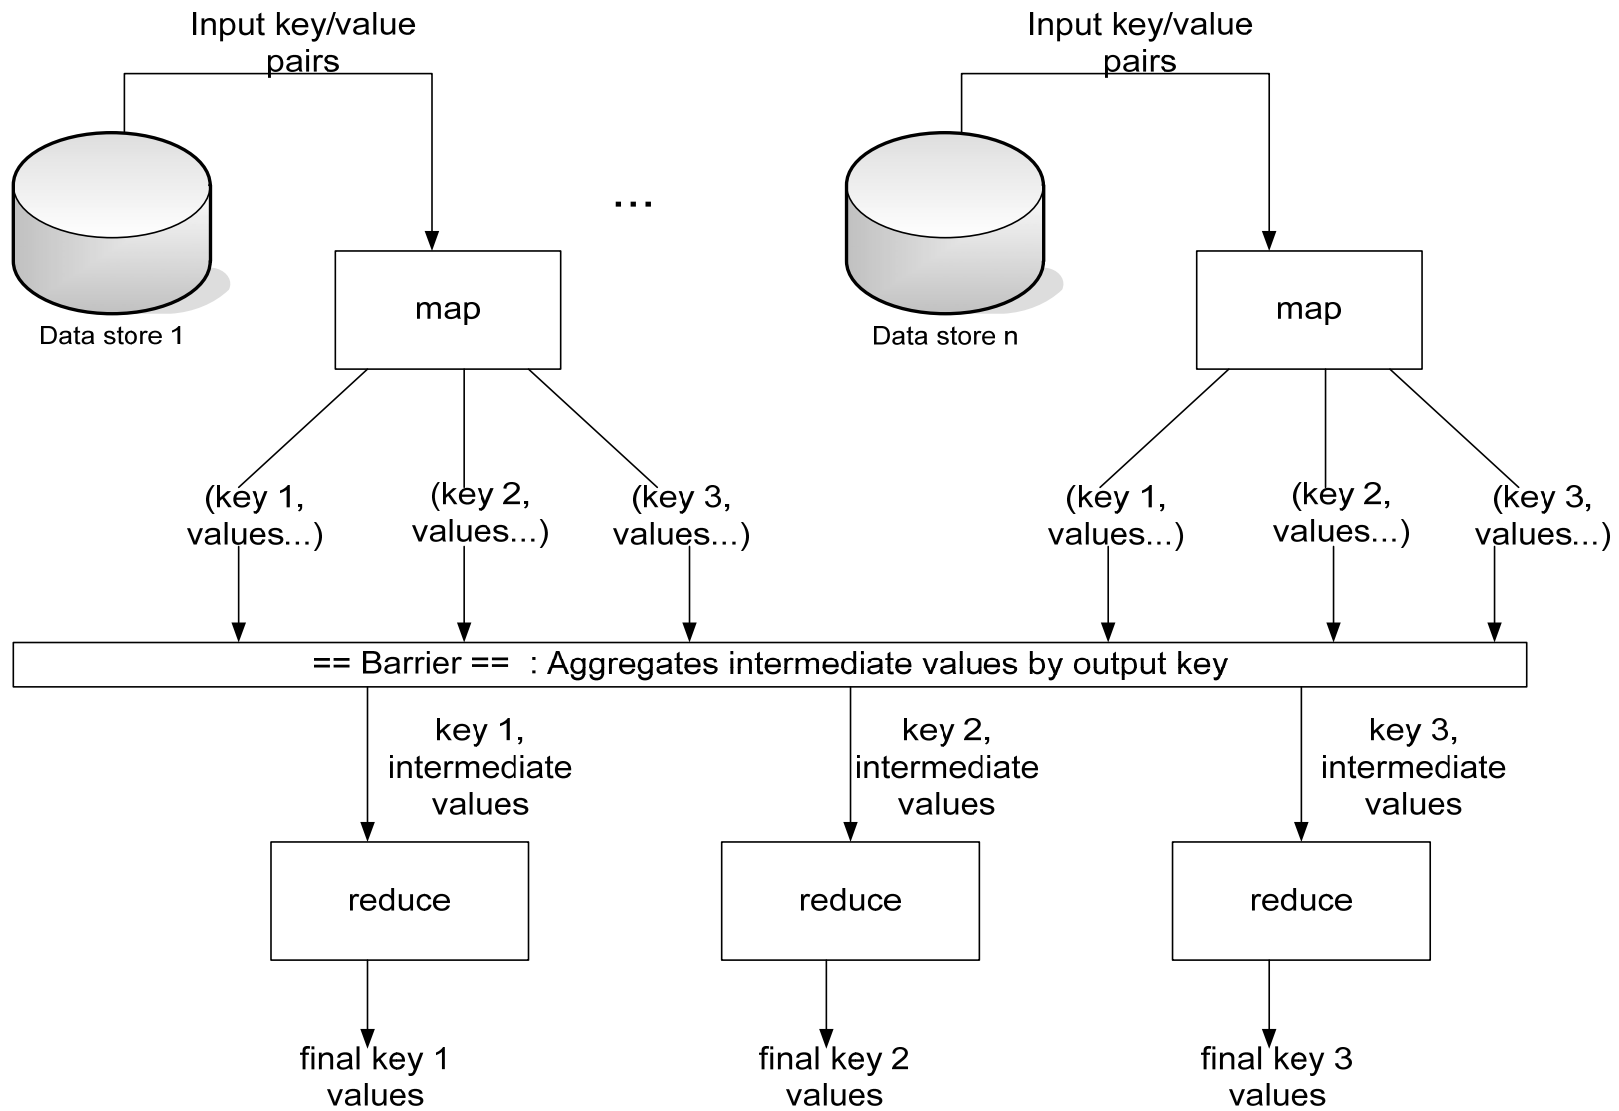 Input key/value
pairs
Input key/value
pairs
...
Data store 1
map
Data store n
map
(key 1,
values...)
(key 2,
values...)
(key 3,
values...)
(key 1,
values...)
(key 2,
values...)
(key 3,
values...)
== Barrier == : Aggregates intermediate values by output key
key 1,
intermediate
values
key 2,
intermediate
values
key 3,
intermediate
values
reduce
reduce
reduce
final key 1
values
final key 2
values
final key 3
values